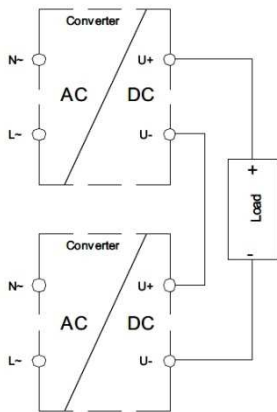 Converter
N~ U+
AC DC
L~ U-
+
Load
-
Converter
N~ U+
AC DC
L~ U-